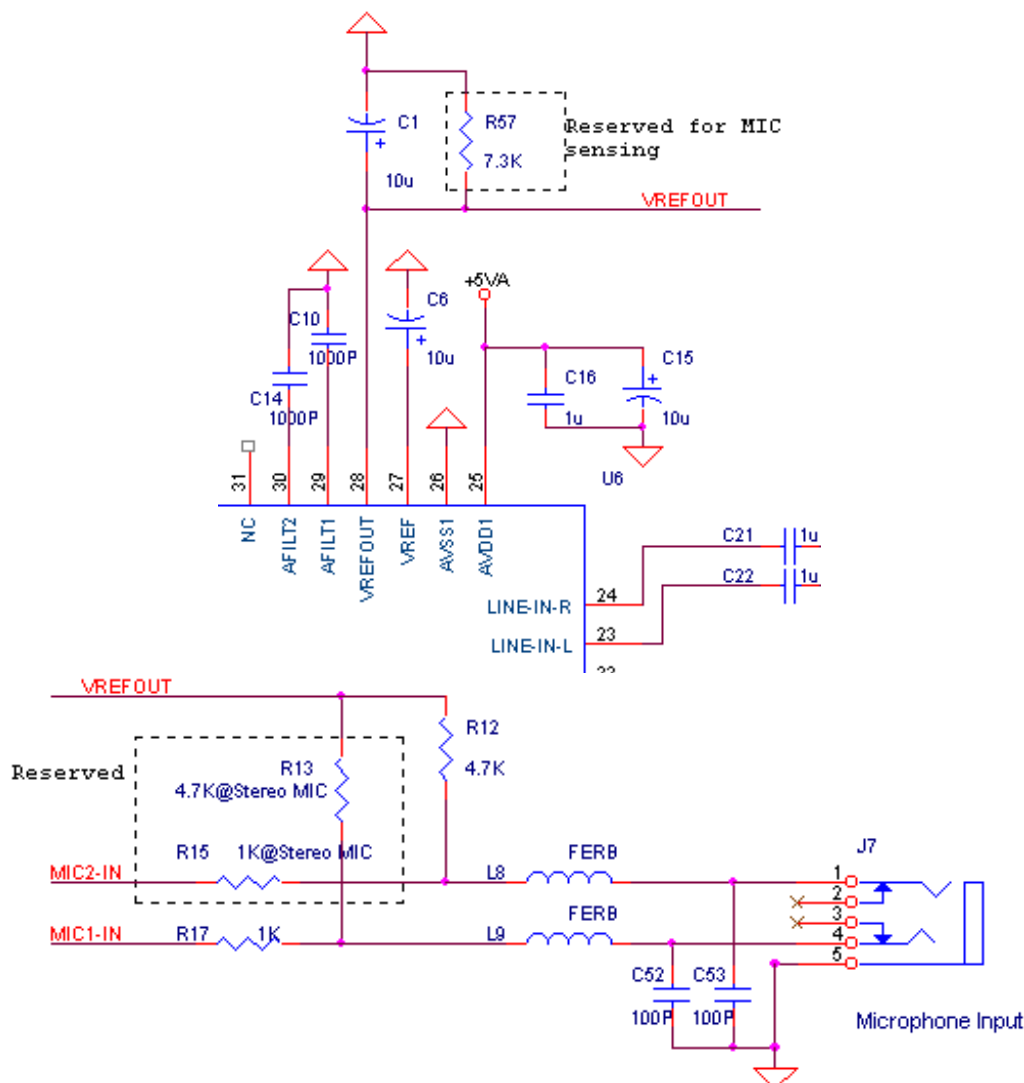 C1
10u
R57
7.3K
Reserved for MIC
sensing
VREFOUT
C10
1000P
C14
1000P
C6
10u
+5VA
C16
1u
C15
10u
U6
31
30
29
28
27
26
25
NC
AFILT2
AFILT1
VREFOUT
VREF
AVSS1
AVDD1
C21
1u
C22
1u
LINE-IN-R
24
LINE-IN-L
23
VREFOUT
R12
4.7K
Reserved
R13
4.7K@Stereo MIC
R15
1K@Stereo MIC
MIC2-IN
L8
FERB
MIC1-IN
R17
1K
L9
FERB
J7
1
2
3
4
5
C52
100P
C53
100P
Microphone Input